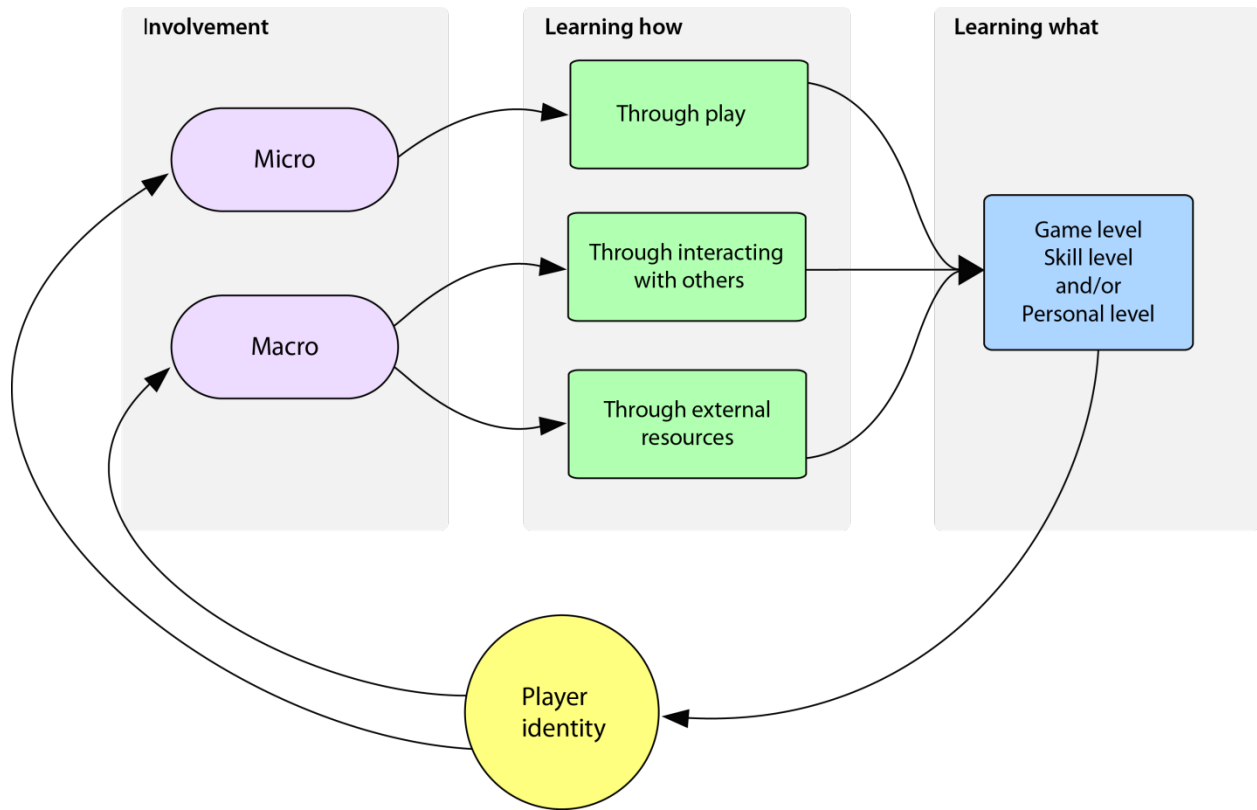 Involvement
Learning how
Learning what
Micro
Macro
Through play
Through interacting
with others
Through external
resources
Game level
Skill level
and/or
Personal level
Player
identity